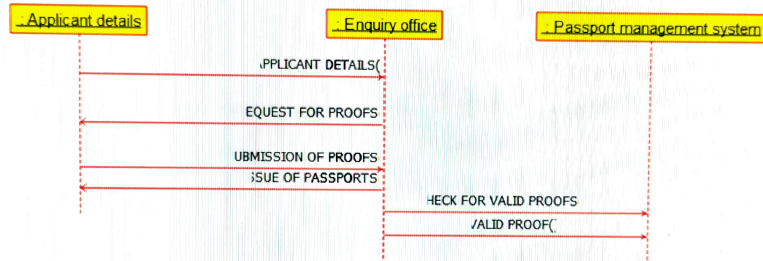 : Applicant details
: Enquiry office
: Passport management system
APPLICANT DETAILS(
EQUEST FOR PROOFS
UBMISSION OF PROOFS
SSUE OF PASSPORTS
HECK FOR VALID PROOFS
VALID PROOF(